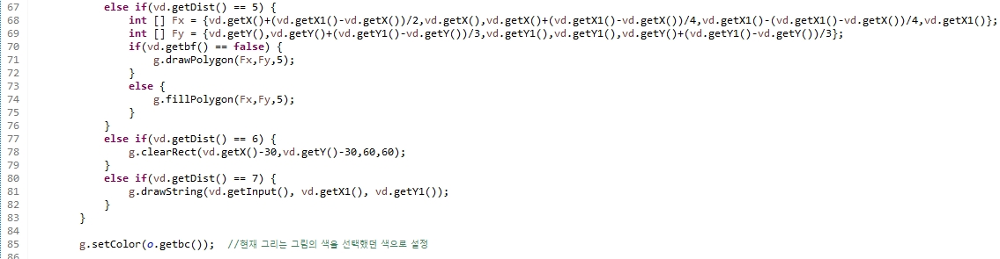 67 else if(vd.getDist() == 5) {
68 int [] Fx = {vd.getX()+(vd.getX1()-vd.getX())/2,vd.getX(),vd.getX()+(vd.getX1()-vd.getX())/4,vd.getX1()-(vd.getX1()-vd.getX())/4,vd.getX1()};
69 int [] Fy = {vd.getY(),vd.getY()+(vd.getY1()-vd.getY())/3,vd.getY1(),vd.getY1(),vd.getY()+(vd.getY1()-vd.getY())/3};
70 if(vd.getbf() == false) {
71 g.drawPolygon(Fx,Fy,5);
72 }
73 else {
74 g.fillPolygon(Fx,Fy,5);
75 }
76 }
77 else if(vd.getDist() == 6) {
78 g.clearRect(vd.getX()-30,vd.getY()-30,60,60);
79 }
80 else if(vd.getDist() == 7) {
81 g.drawString(vd.getInput(), vd.getX1(), vd.getY1());
82 }
83 }
84
85 g.setColor(o.getbc()); //현재 그리는 그림의 색을 선택했던 색으로 설정
86